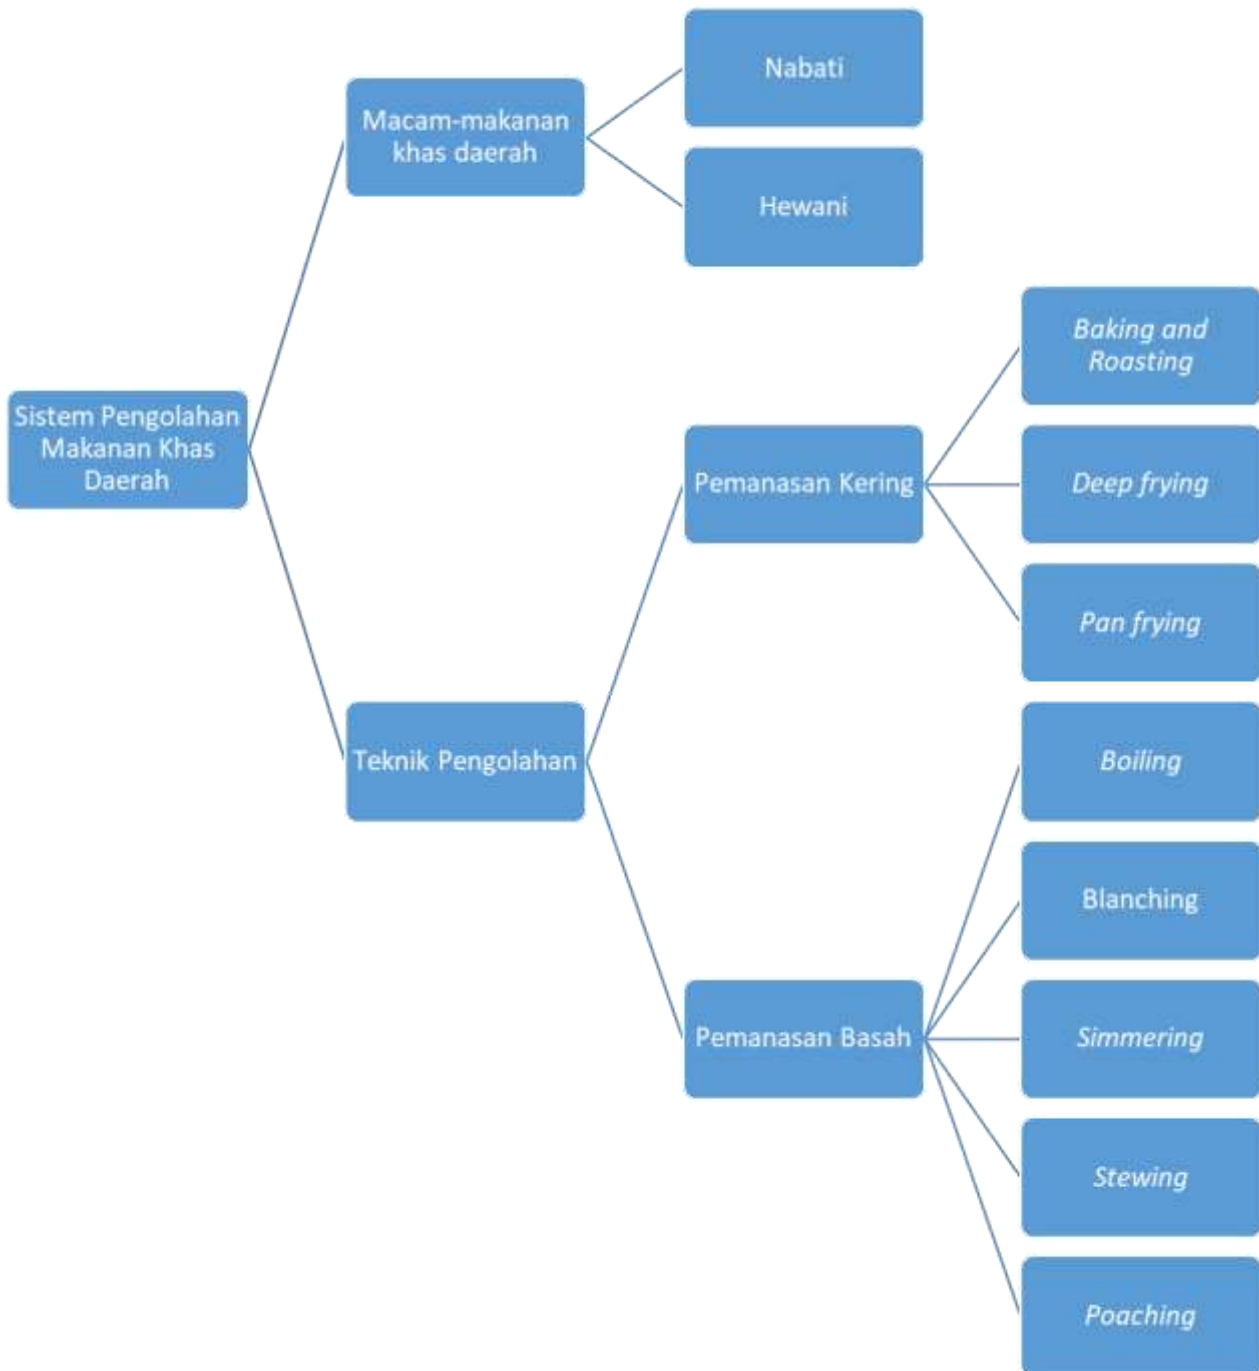 Nabati
Macam-makanan
khas daerah
Hewani
Baking and
Roasting
Sistem Pengolahan
Makanan Khas
Daerah
Pemanasan Kering
Deep frying
Pan frying
Teknik Pengolahan
Boiling
Blanching
Pemanasan Basah
Simmering
Stewing
Poaching